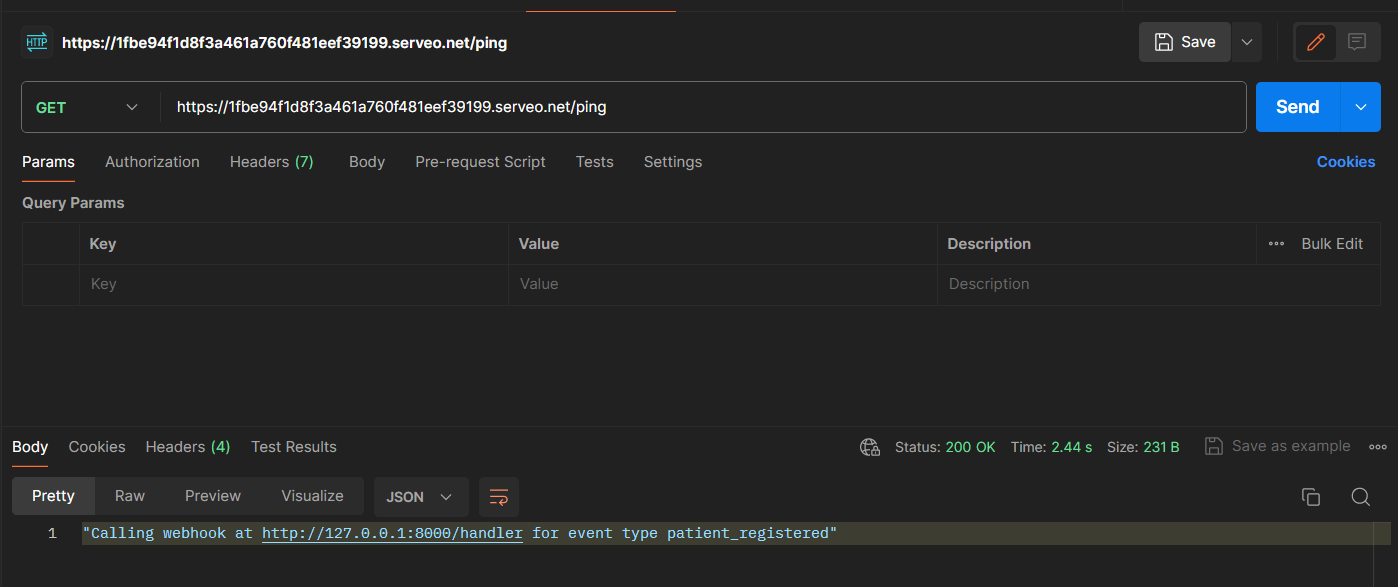 HTTP https://1fbe94f1d8f3a461a760f481eef39199.serveo.net/ping Save
GET https://1fbe94f1d8f3a461a760f481eef39199.serveo.net/ping Send
Params Authorization Headers (7) Body Pre-request Script Tests Settings Cookies
Query Params
Key Value Description Bulk Edit
Key Value Description
Body Cookies Headers (4) Test Results Status: 200 OK Time: 2.44 s Size: 231 B Save as example
Pretty Raw Preview Visualize JSON
1 "Calling webhook at http://127.0.0.1:8000/handler for event type patient_registered"